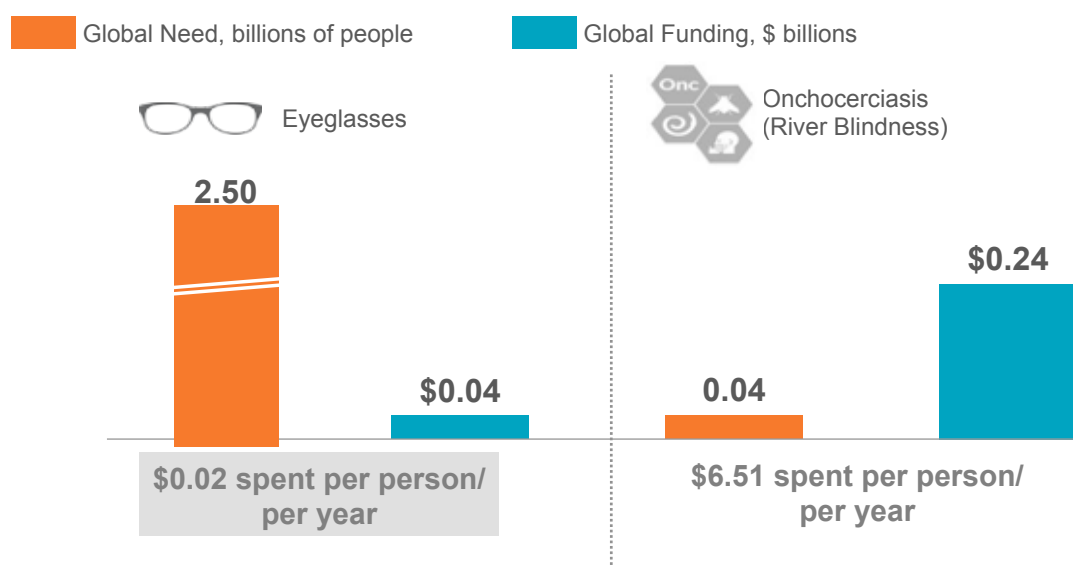 Global Need, billions of people
Global Funding, $ billions
Eyeglasses
Onc
Onchocerciasis
(River Blindness)
2.50
$0.04
0.04
$0.24
$0.02 spent per person/
per year
$6.51 spent per person/
per year